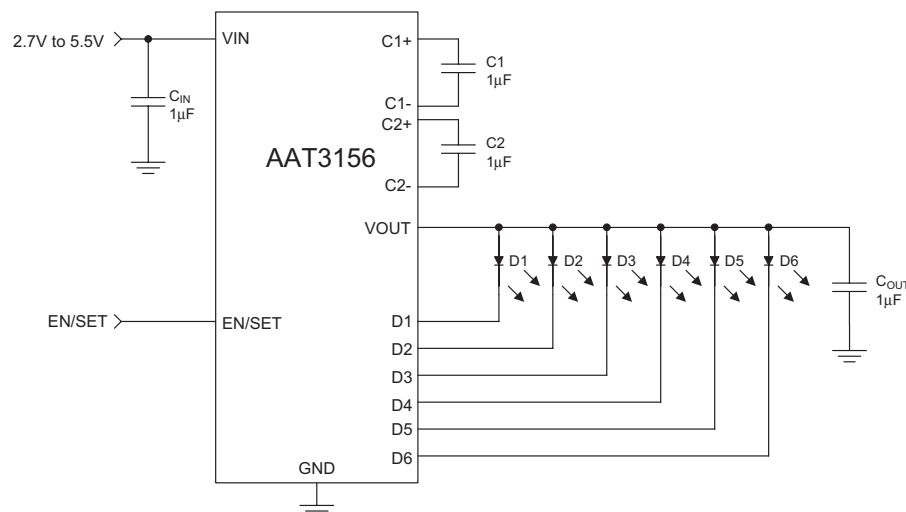 2.7V to 5.5V
VIN
C1+
C1
1μF
C1-
C2+
C2
1μF
C2-
CIN
1μF
AAT3156
VOUT
D1
D2
D3
D4
D5
D6
COUT
1μF
EN/SET
EN/SET
D1
D2
D3
D4
D5
D6
GND